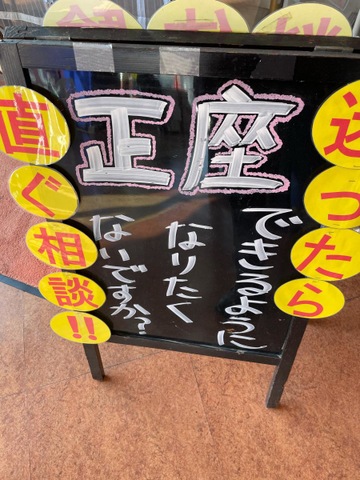 正座
できるように
なりたく
ないですか?
迷ったら
直ぐ相談!!